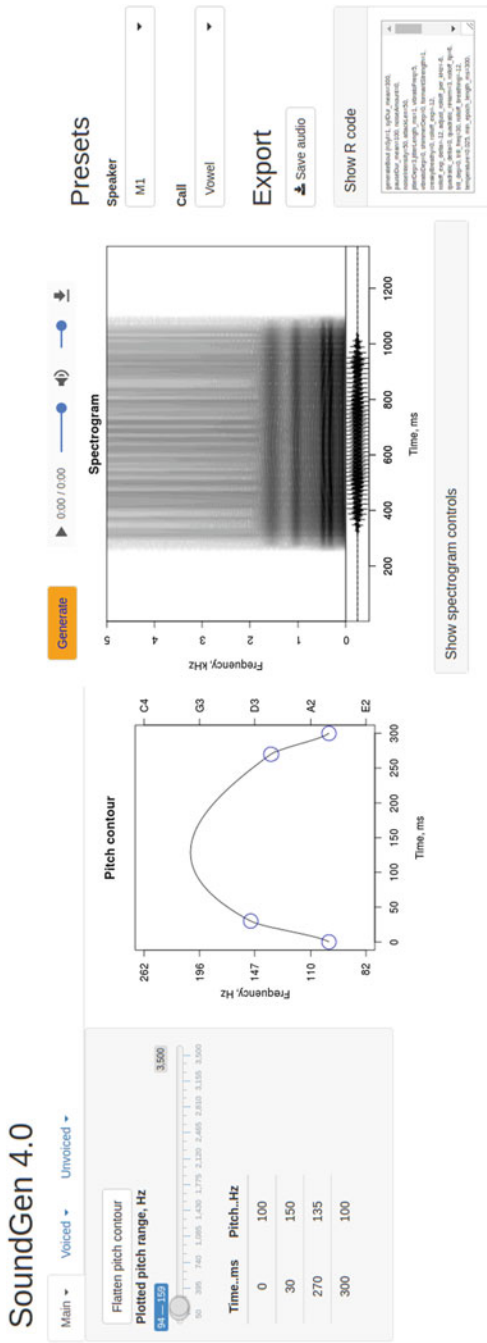 SoundGen 4.0
Main
Voiced
Unvoiced
Flatten pitch contour
Plotted pitch range, Hz
94 — 159
3,500
50 395 740 1,085 1,430 1,775 2,120 2,465 2,810 3,155 3,500
Time..ms Pitch..Hz
0 100
30 150
270 135
300 100
Pitch contour
Frequency, Hz
262
196
147
110
82
C4
G3
D3
A2
E2
0 50 100 150 200 250 300
Time, ms
Generate
0:00 / 0:00
Spectrogram
Frequency, kHz
5
4
3
2
1
0
200 400 600 800 1000 1200
Time, ms
Show spectrogram controls
Presets
Speaker
M1
Call
Vowel
Export
Save audio
Show R code